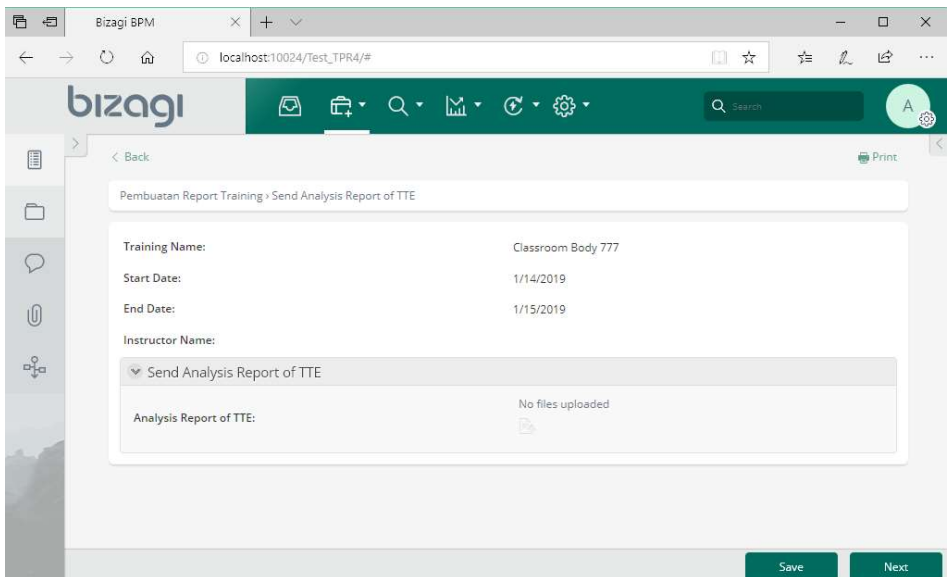 Bizagi BPM
localhost:10024/Test_TPR4/#
bizagi
Search
A
Back
Print
Pembuatan Report Training › Send Analysis Report of TTE
Training Name: Classroom Body 777
Start Date: 1/14/2019
End Date: 1/15/2019
Instructor Name:
Send Analysis Report of TTE
No files uploaded
Analysis Report of TTE:
Save Next